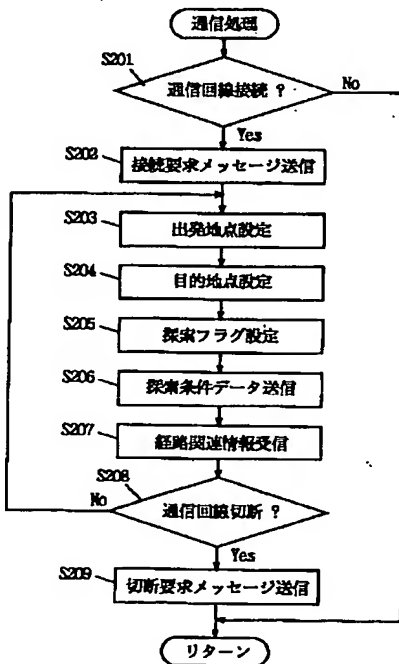 通信処理
S201
通信回線接続 ?
No
Yes
S202
接続要求メッセージ送信
S203
出発地点設定
S204
目的地点設定
S205
探索フラグ設定
S206
探索条件データ送信
S207
経路関連情報受信
S208
通信回線切断 ?
No
Yes
S209
切断要求メッセージ送信
リターン